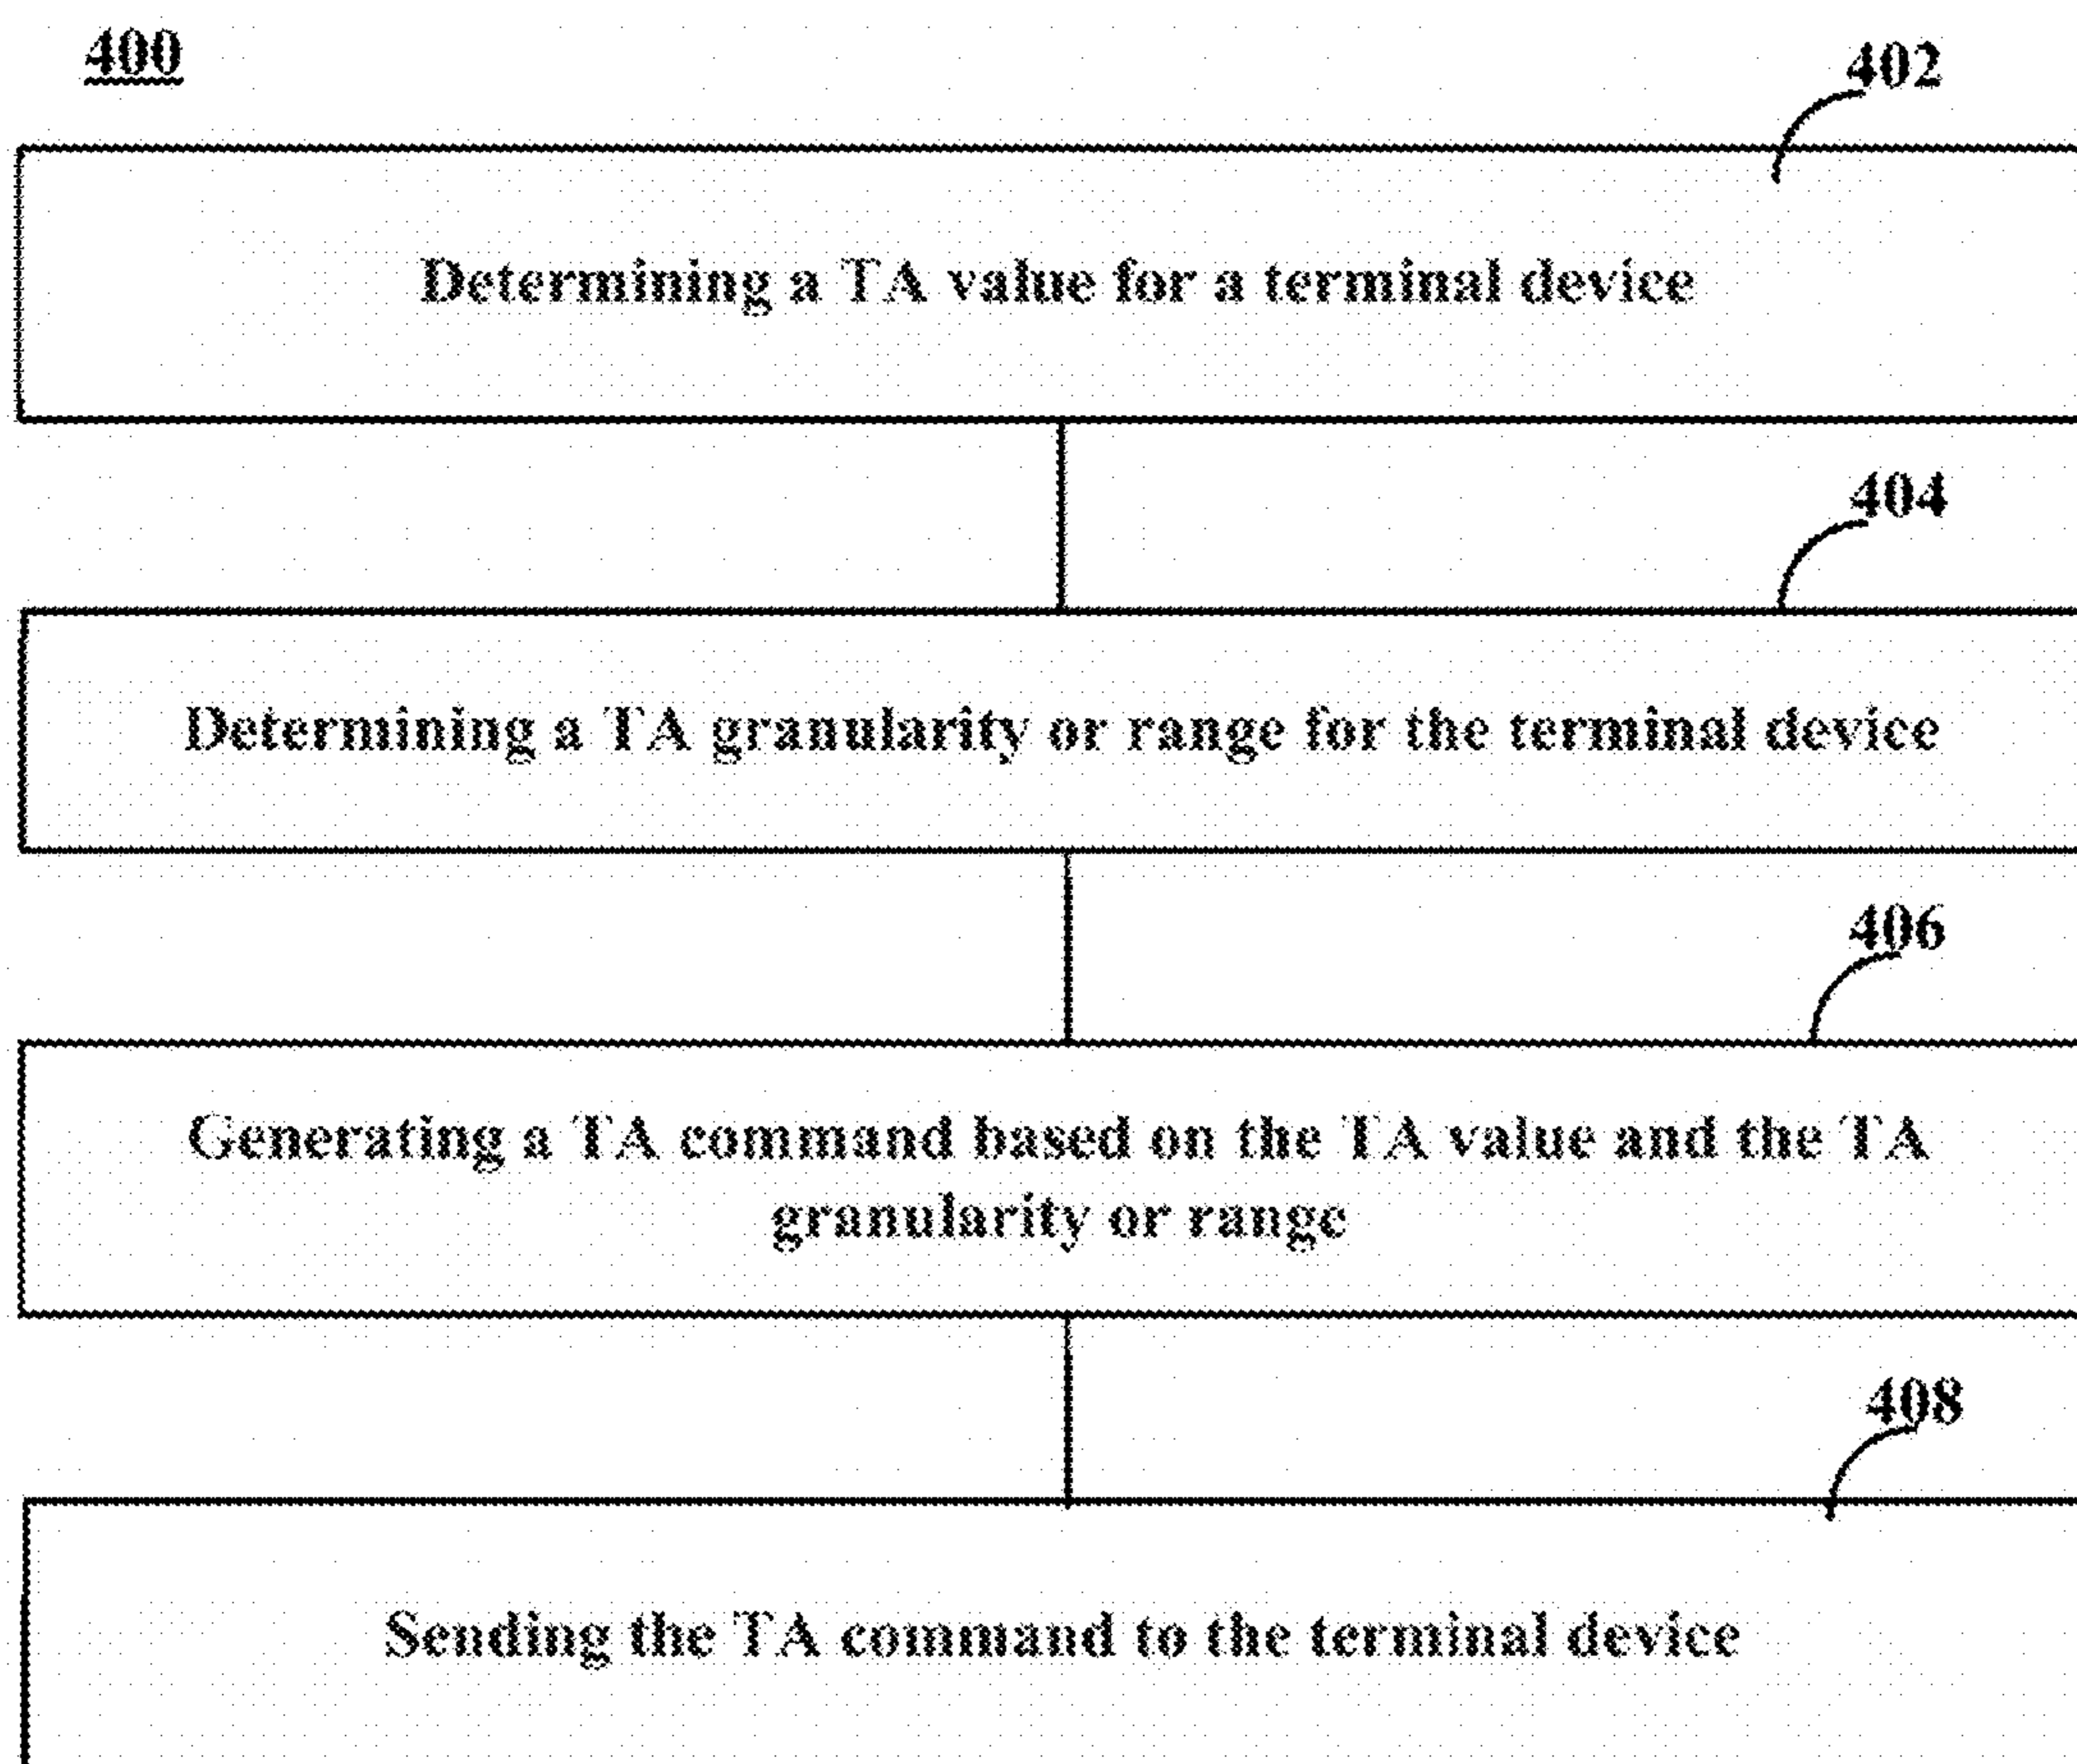 400
402
Determining a TA value for a terminal device
404
Determining a TA granularity or range for the terminal device
406
Generating a TA command based on the TA value and the TA
granularity or range
408
Sending the TA command to the terminal device